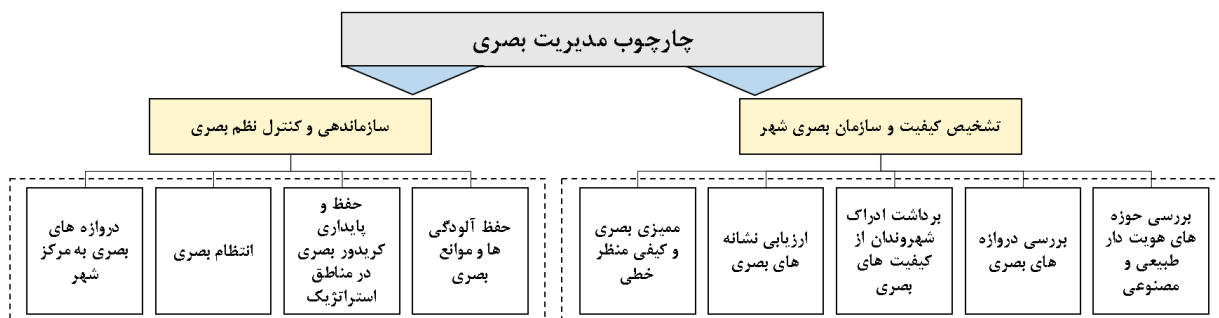 چارچوب مدیریت بصری
تشخیص کیفیت و سازمان بصری شهر
سازماندهی و کنترل نظم بصری
بررسی حوزه
های هویت دار
طبیعی و
مصنوعی
بررسی دروازه
های بصری
برداشت ادراک
شهروندان از
کیفیت های
بصری
ارزیابی نشانه
های بصری
ممیزی بصری
و کیفی منظر
خطی
حفظ آلودگی
ها و موانع
بصری
حفظ و
پایداری
کریدور بصری
در مناطق
استراتژیک
انتظام بصری
دروازه های
بصری به مرکز
شهر